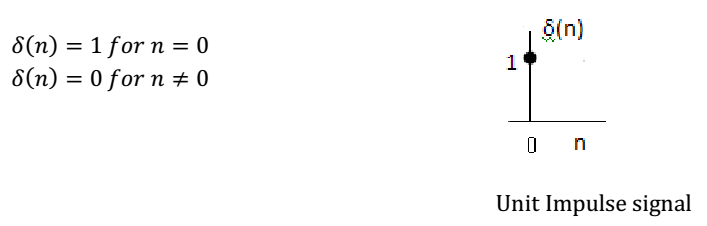 δ(n) = 1 for n = 0
δ(n) = 0 for n ≠ 0
δ(n)
1
0 n
Unit Impulse signal